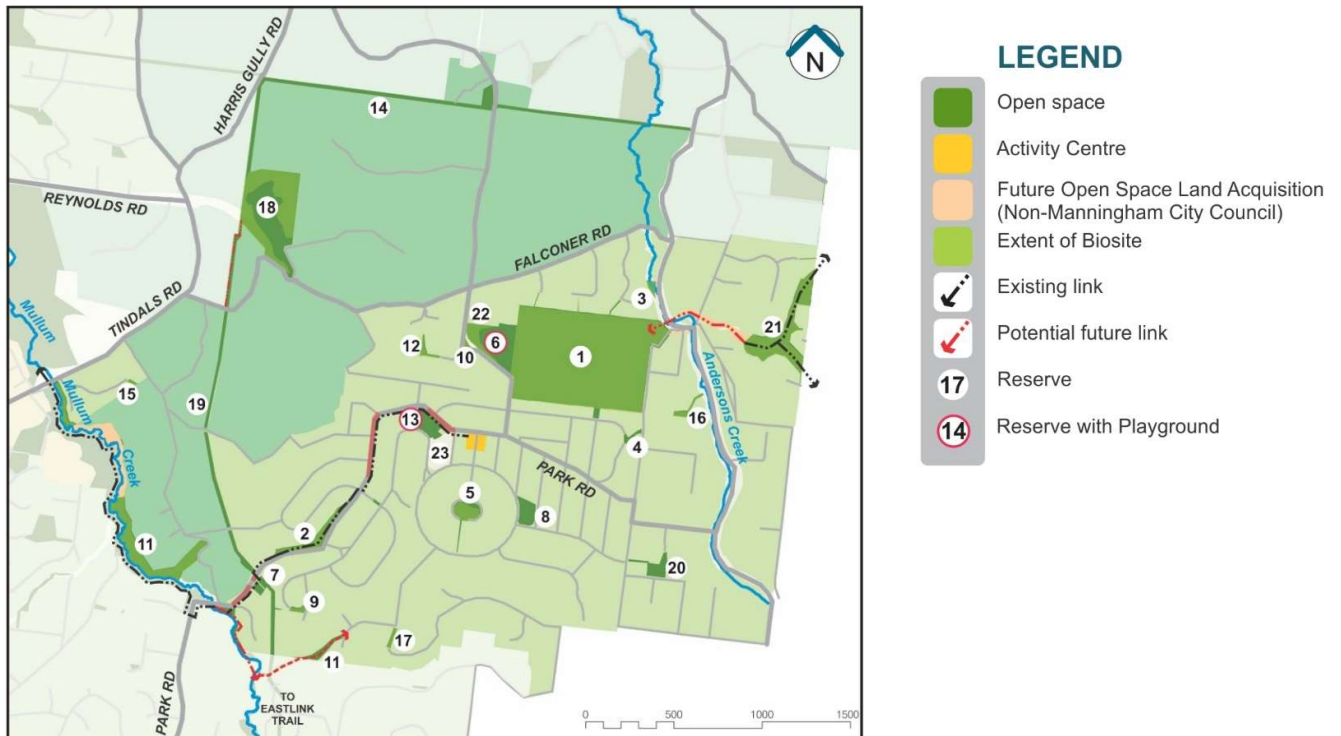 HARRIS GULLY RD
N
14
REYNOLDS RD
18
FALCONER RD
TINDALS RD
Mullum
3
22
21
6
1
12
10
Andersons Creek
15
Mullum
19
16
13
4
23
Creek
PARK RD
5
8
11
2
20
7
9
17
11
PARK RD
TO
EASTLINK
TRAIL
0 500 1000 1500
LEGEND
Open space
Activity Centre
Future Open Space Land Acquisition
(Non-Manningham City Council)
Extent of Biosite
Existing link
Potential future link
17 Reserve
14 Reserve with Playground